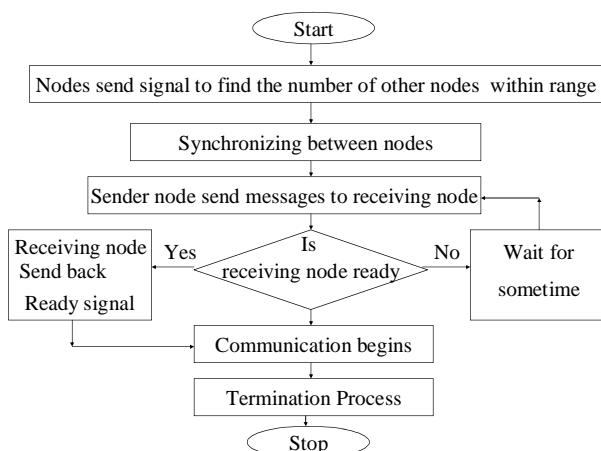 Start
Nodes send signal to find the number of other nodes within range
Synchronizing between nodes
Sender node send messages to receiving node
Is
receiving node ready
Yes
No
Receiving node
Send back
Ready signal
Wait for
sometime
Communication begins
Termination Process
Stop